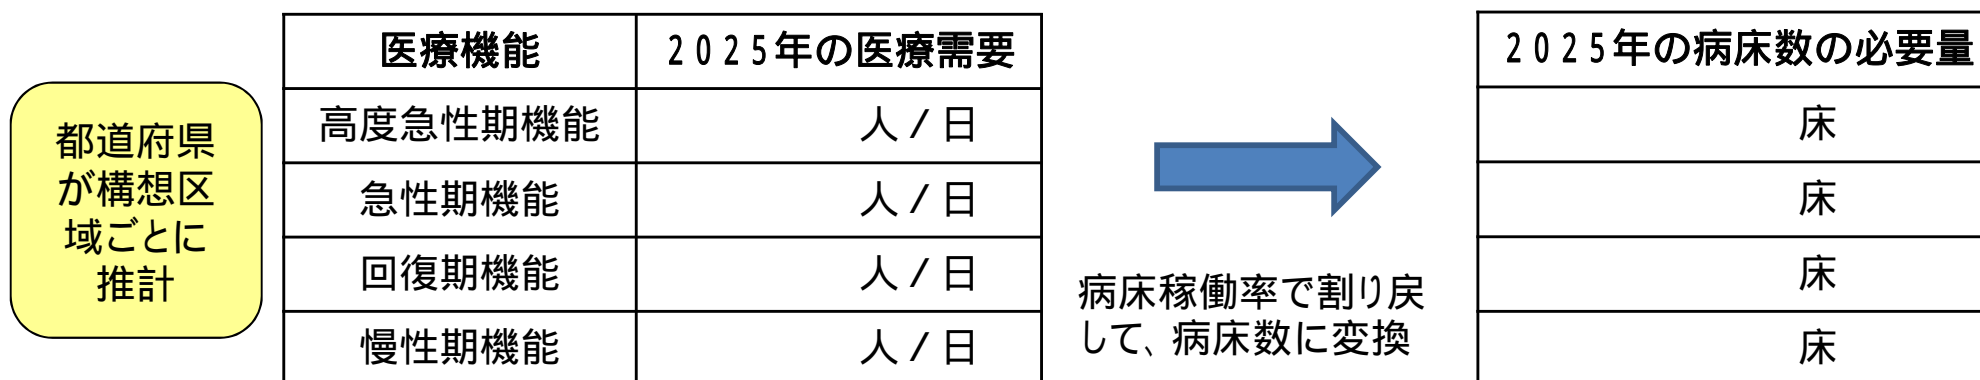 都道府県
が構想区
域ごとに
推計
医療機能 2025年の医療需要
高度急性期機能 人/日
急性期機能 人/日
回復期機能 人/日
慢性期機能 人/日
病床稼働率で割り戻
して、病床数に変換
2025年の病床数の必要量
床
床
床
床